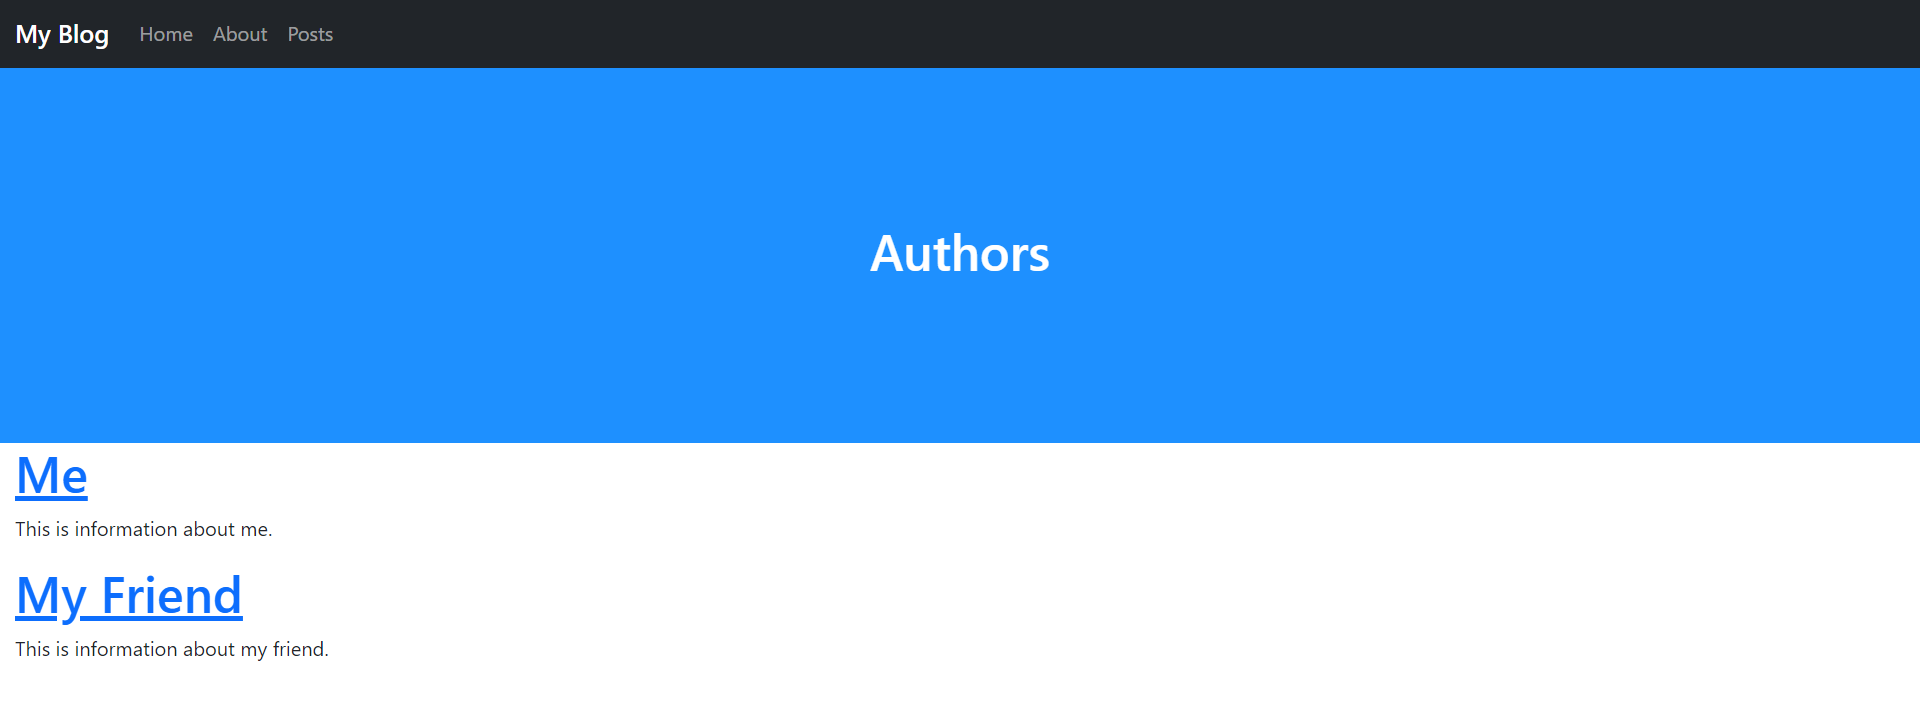 My Blog Home About Posts
Authors
Me
This is information about me.
My Friend
This is information about my friend.